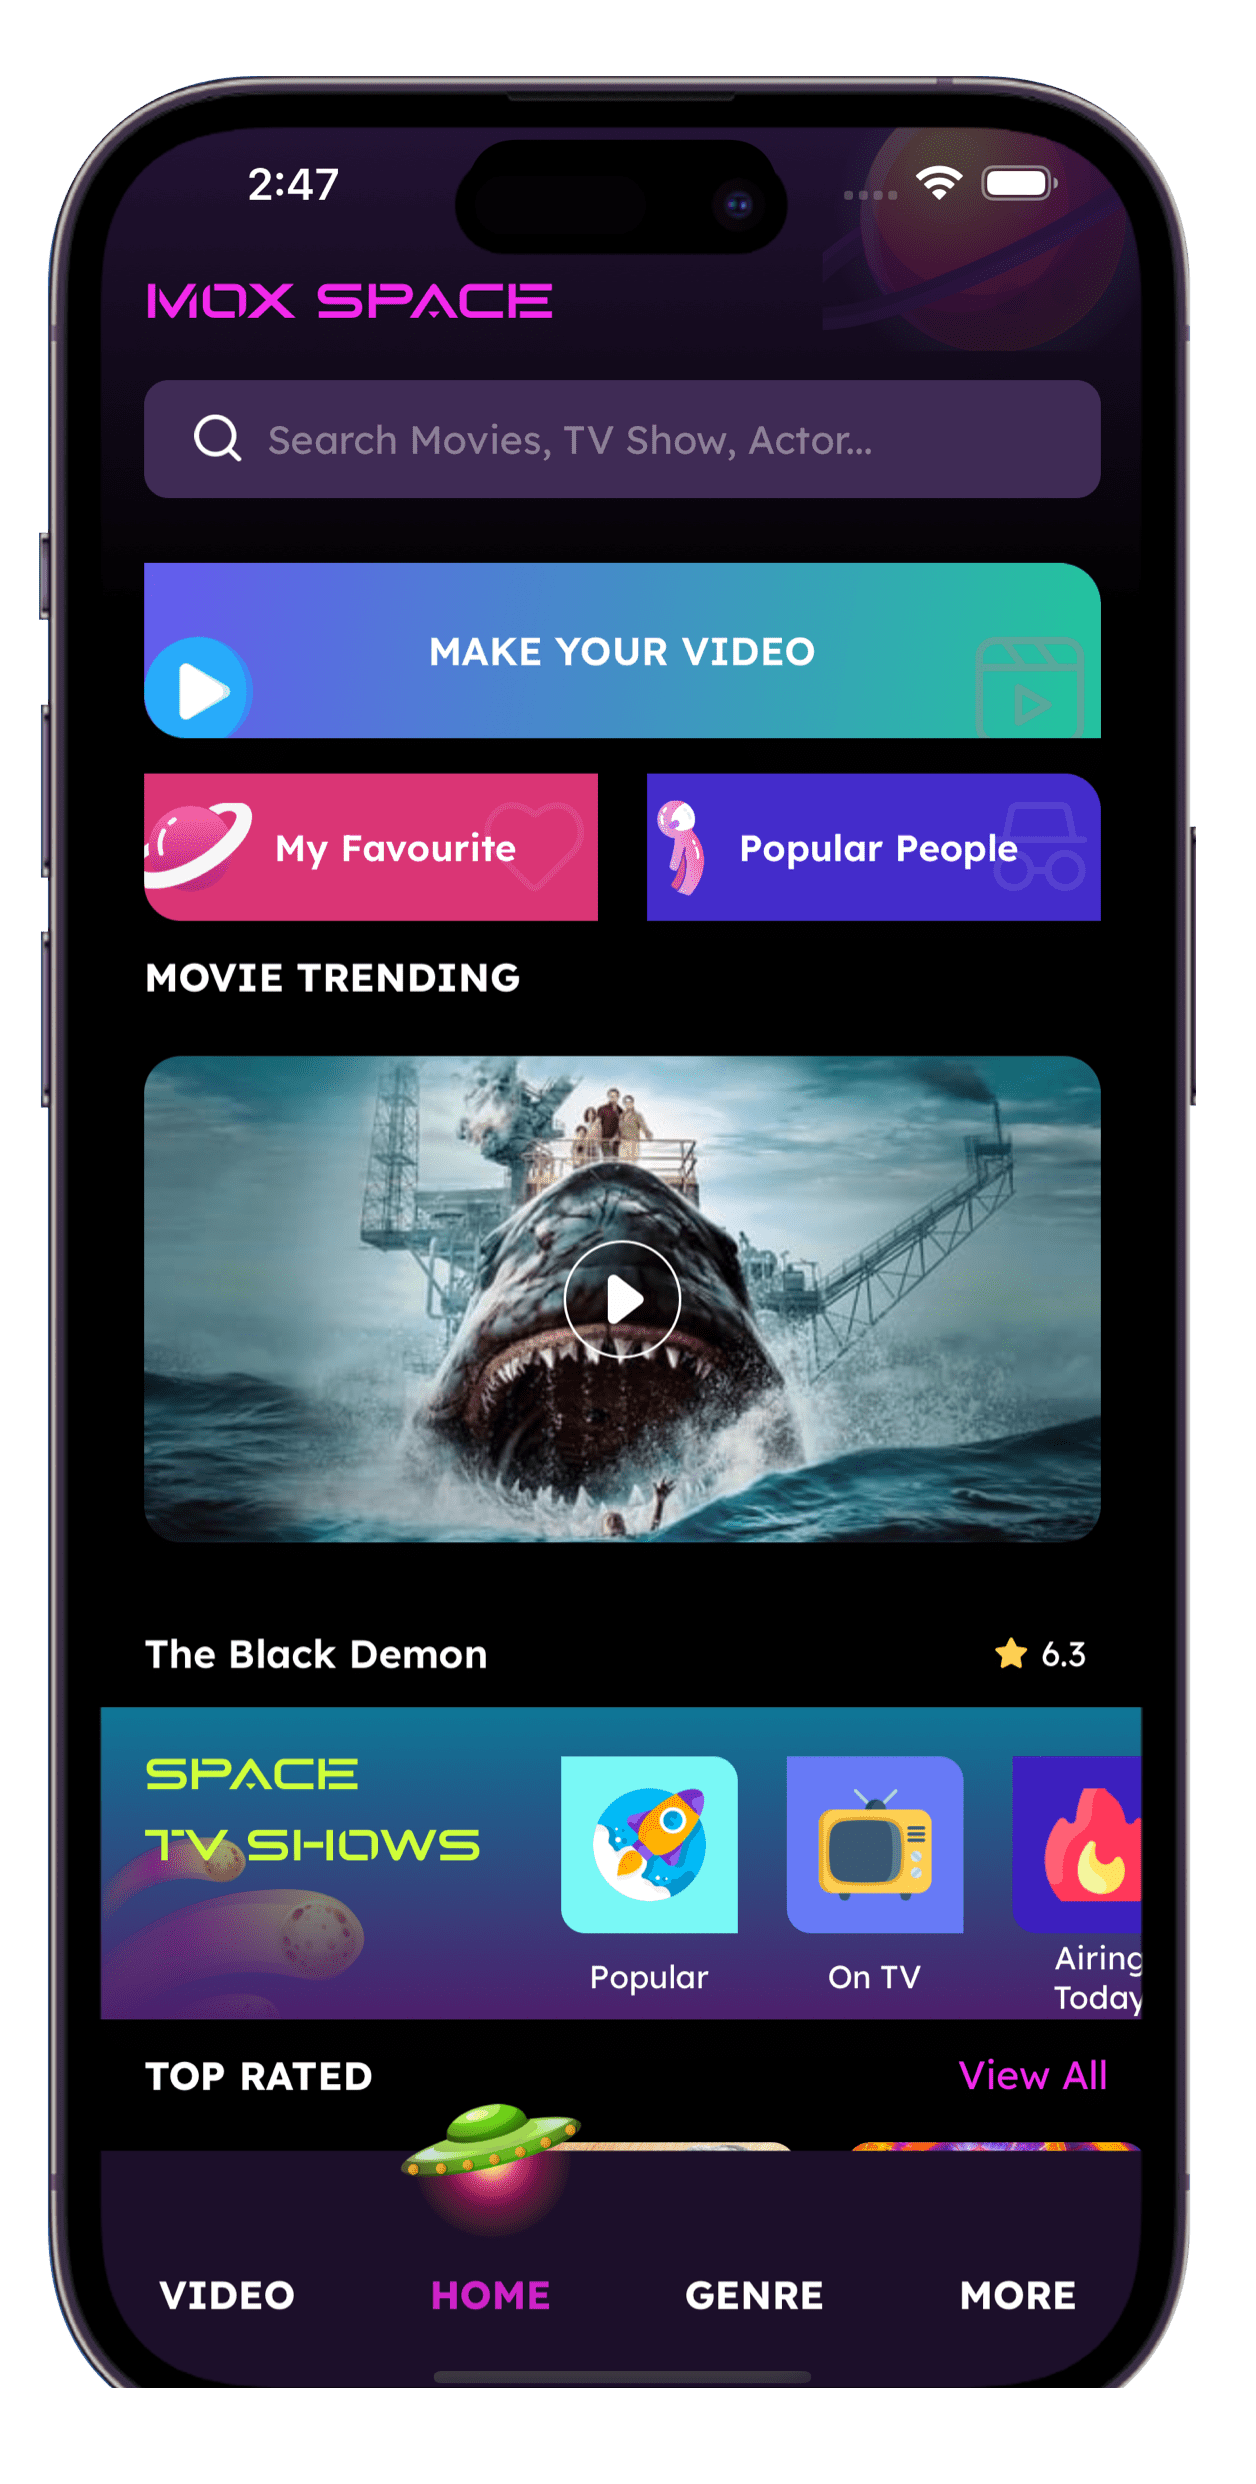 2:47
MOX SPACE
Search Movies, TV Show, Actor...
MAKE YOUR VIDEO
My Favourite
Popular People
MOVIE TRENDING
The Black Demon
6.3
SPACE
TV SHOWS
Popular
On TV
Airing
Today
TOP RATED
View All
VIDEO
HOME
GENRE
MORE